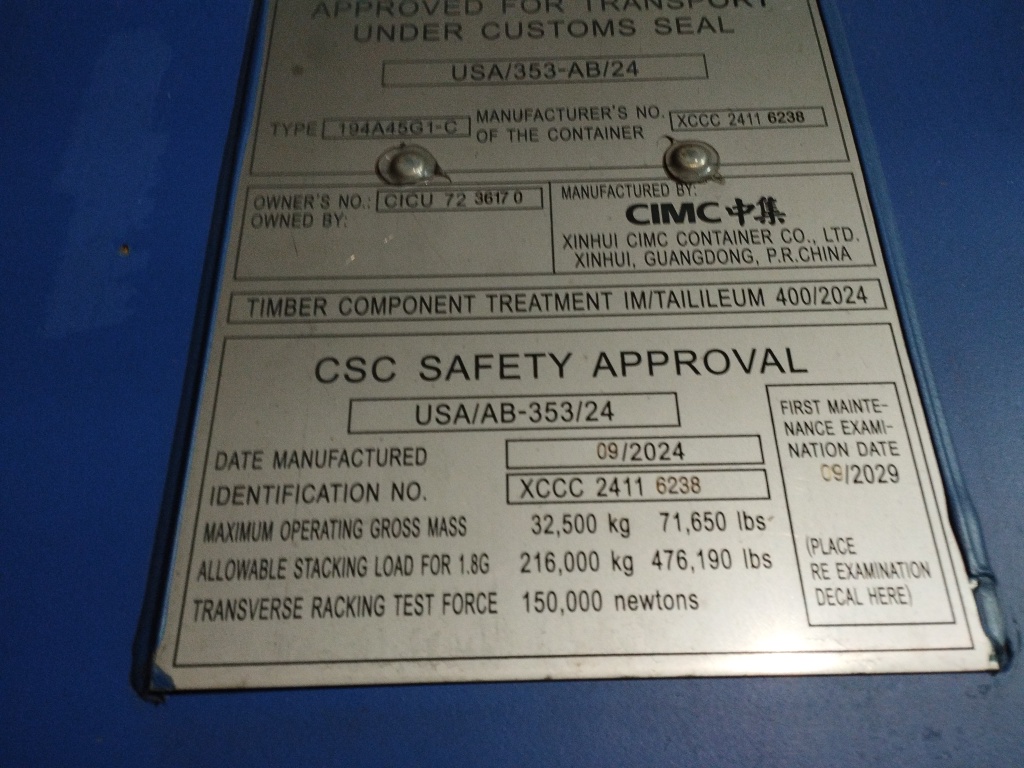 APPROVED FOR TRANSPORT
UNDER CUSTOMS SEAL
USA/353-AB/24
TYPE 194A45G1-C
MANUFACTURER'S NO.
OF THE CONTAINER
XCCC 2411 6238
OWNER'S NO.: CICU 72 3617 0
OWNED BY:
MANUFACTURED BY:
CIMC 中集
XINHUI CIMC CONTAINER CO., LTD.
XINHUI, GUANGDONG, P.R.CHINA
TIMBER COMPONENT TREATMENT IM/TAILILEUM 400/2024
CSC SAFETY APPROVAL
USA/AB-353/24
DATE MANUFACTURED 09/2024
IDENTIFICATION NO. XCCC 2411 6238
MAXIMUM OPERATING GROSS MASS 32,500 kg 71,650 lbs
ALLOWABLE STACKING LOAD FOR 1.8G 216,000 kg 476,190 lbs
TRANSVERSE RACKING TEST FORCE 150,000 newtons
FIRST MAINTE-
NANCE EXAMI-
NATION DATE
09/2029
(PLACE
RE EXAMINATION
DECAL HERE)